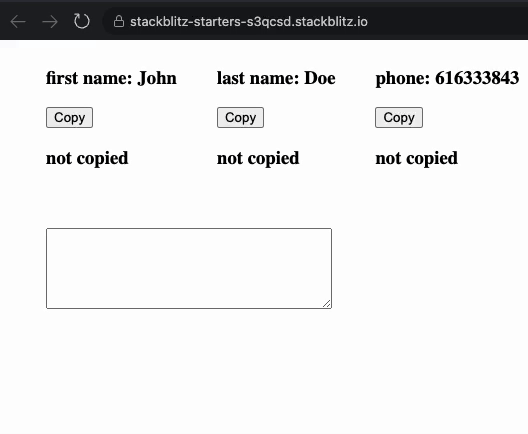 stackblitz-starters-s3qcsd.stackblitz.io
first name: John last name: Doe phone: 616333843
Copy Copy Copy
not copied not copied not copied